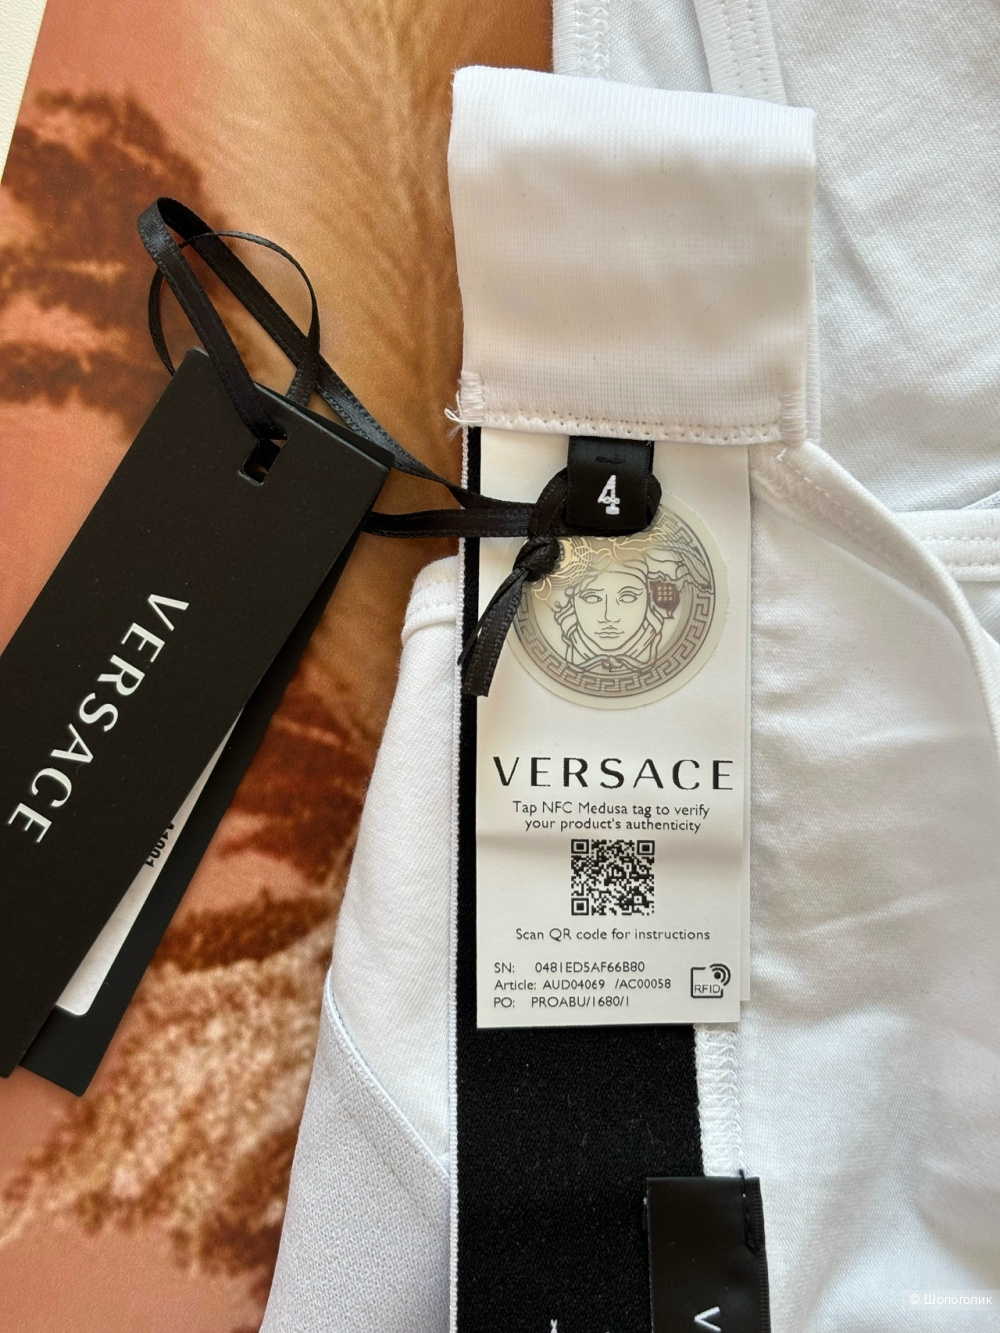 4
VERSACE
VERSACE
Tap NFC Medusa tag to verify
your product's authenticity
Scan QR code for instructions
SN: 0481ED5AF66B80
Article: AUD04069 /AC00058
PO: PROABU/1680/1
RFID
V
© Шопоголик